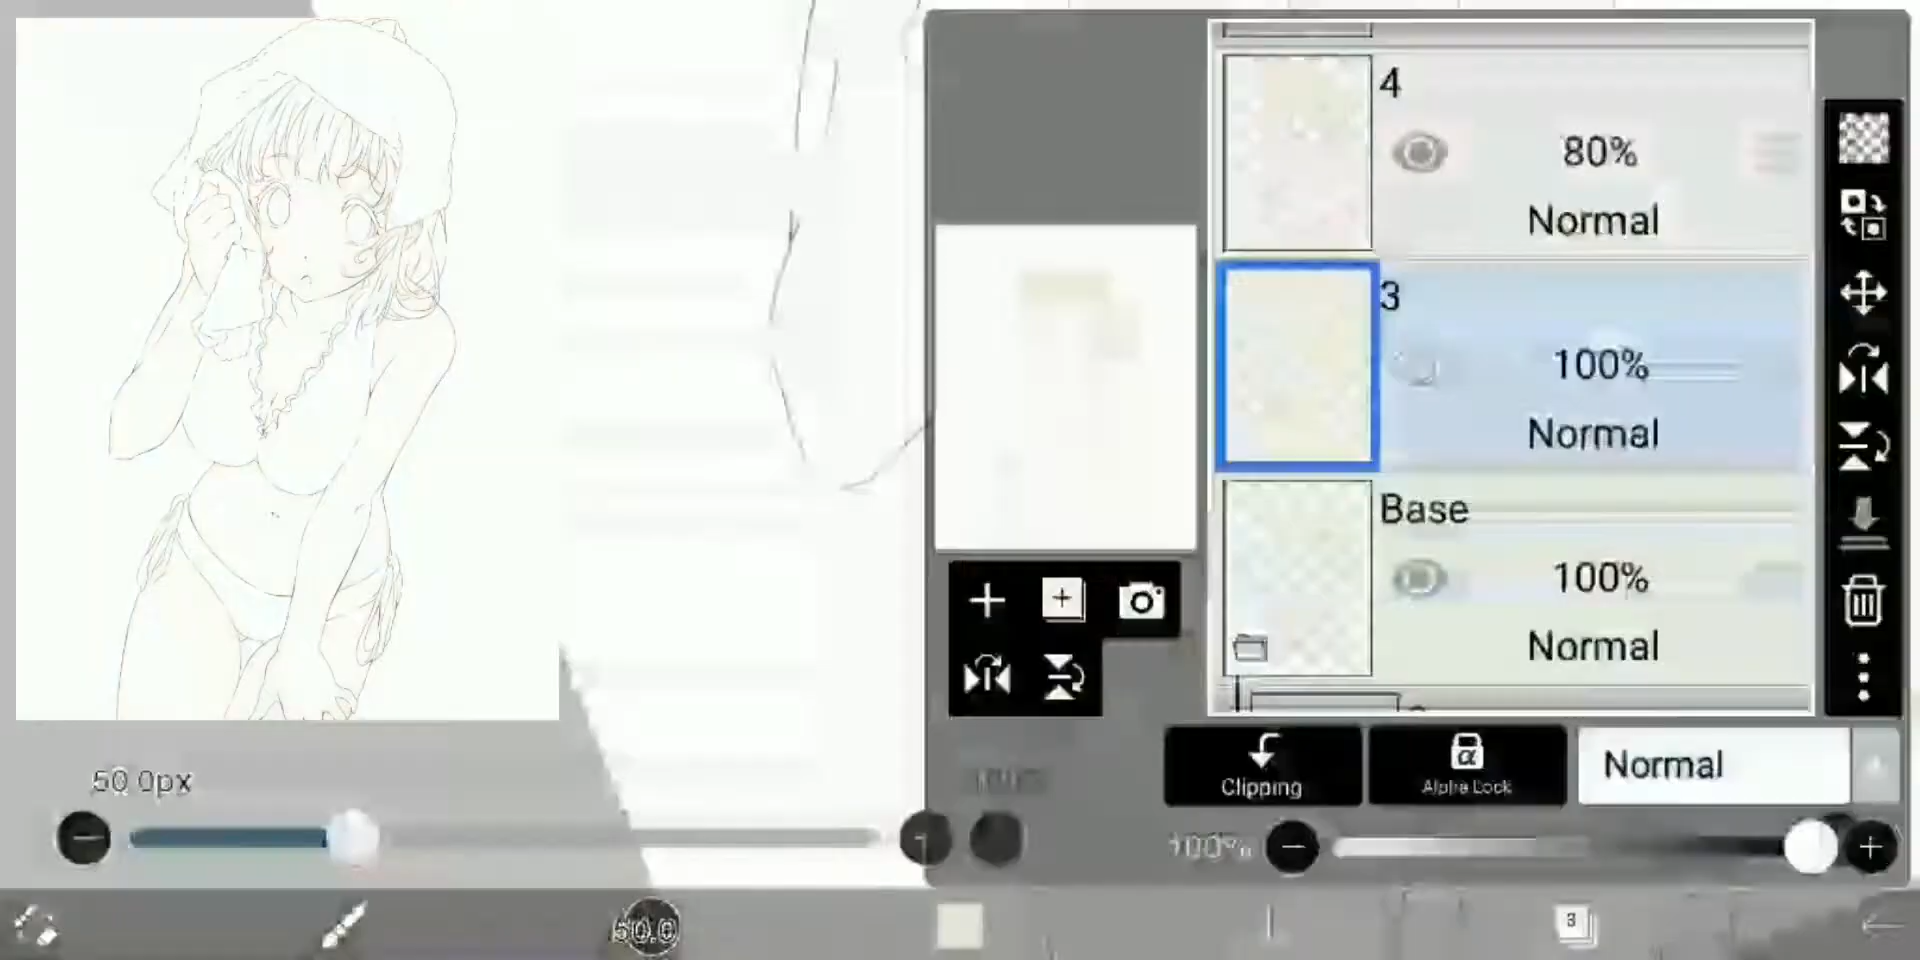 4
80%
Normal
3
100%
Normal
Base
100%
Normal
Clipping
Alpha Lock
Normal
50.0px
100%
50.0
3